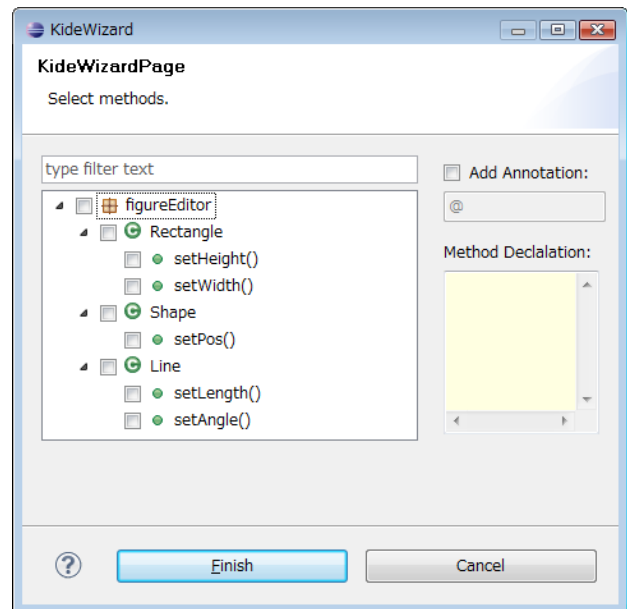 KideWizard
KideWizardPage
Select methods.
type filter text
figureEditor
Rectangle
setHeight()
setWidth()
Shape
setPos()
Line
setLength()
setAngle()
Add Annotation:
@
Method Declalation:
Finish
Cancel